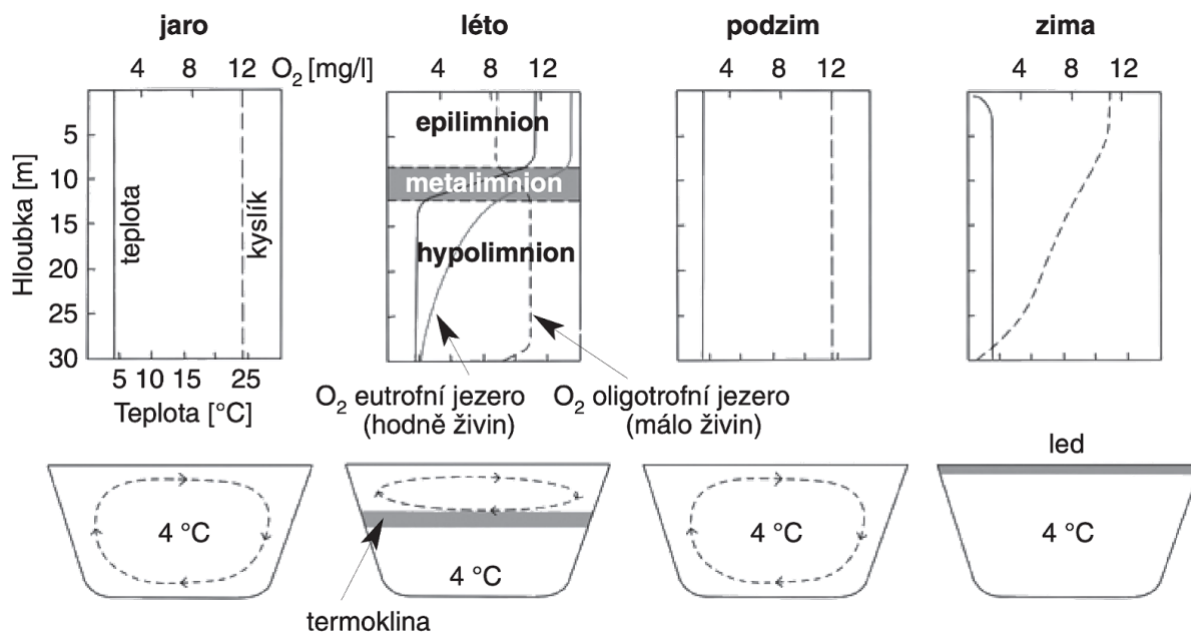 jaro
léto
podzim
zima
4 8 12 O₂ [mg/l]
4 8 12
4 8 12
4 8 12
Hloubka [m]
5
10
15
20
25
30
teplota
kyslík
epilimnion
metalimnion
hypolimnion
5 10 15 25
Teplota [°C]
O₂ eutrofní jezero
(hodně živin)
O₂ oligotrofní jezero
(málo živin)
led
4 °C
4 °C
4 °C
4 °C
termoklina